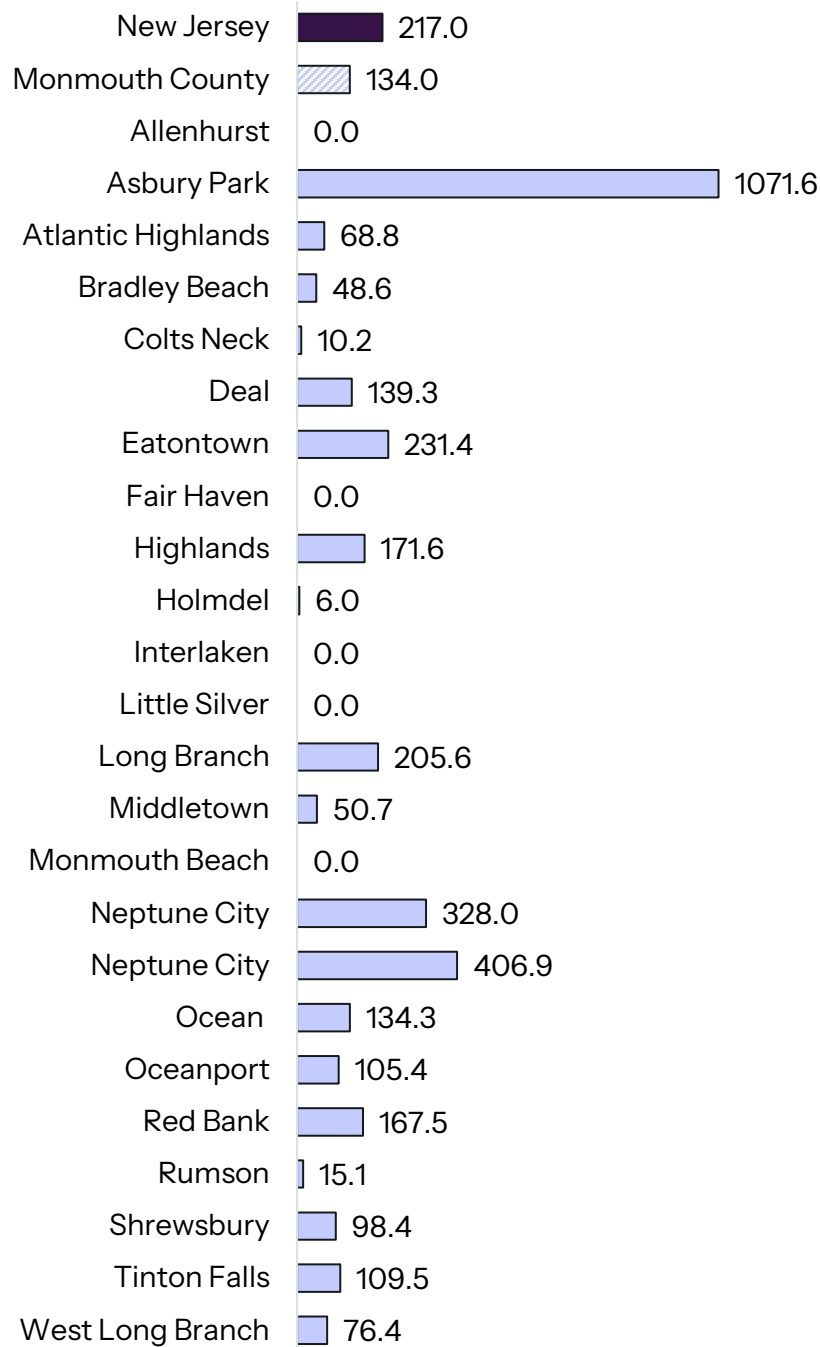 New Jersey 217.0
Monmouth County 134.0
Allenhurst 0.0
Asbury Park 1071.6
Atlantic Highlands 68.8
Bradley Beach 48.6
Colts Neck 10.2
Deal 139.3
Eatontown 231.4
Fair Haven 0.0
Highlands 171.6
Holmdel 6.0
Interlaken 0.0
Little Silver 0.0
Long Branch 205.6
Middletown 50.7
Monmouth Beach 0.0
Neptune City 328.0
Neptune City 406.9
Ocean 134.3
Oceanport 105.4
Red Bank 167.5
Rumson 15.1
Shrewsbury 98.4
Tinton Falls 109.5
West Long Branch 76.4